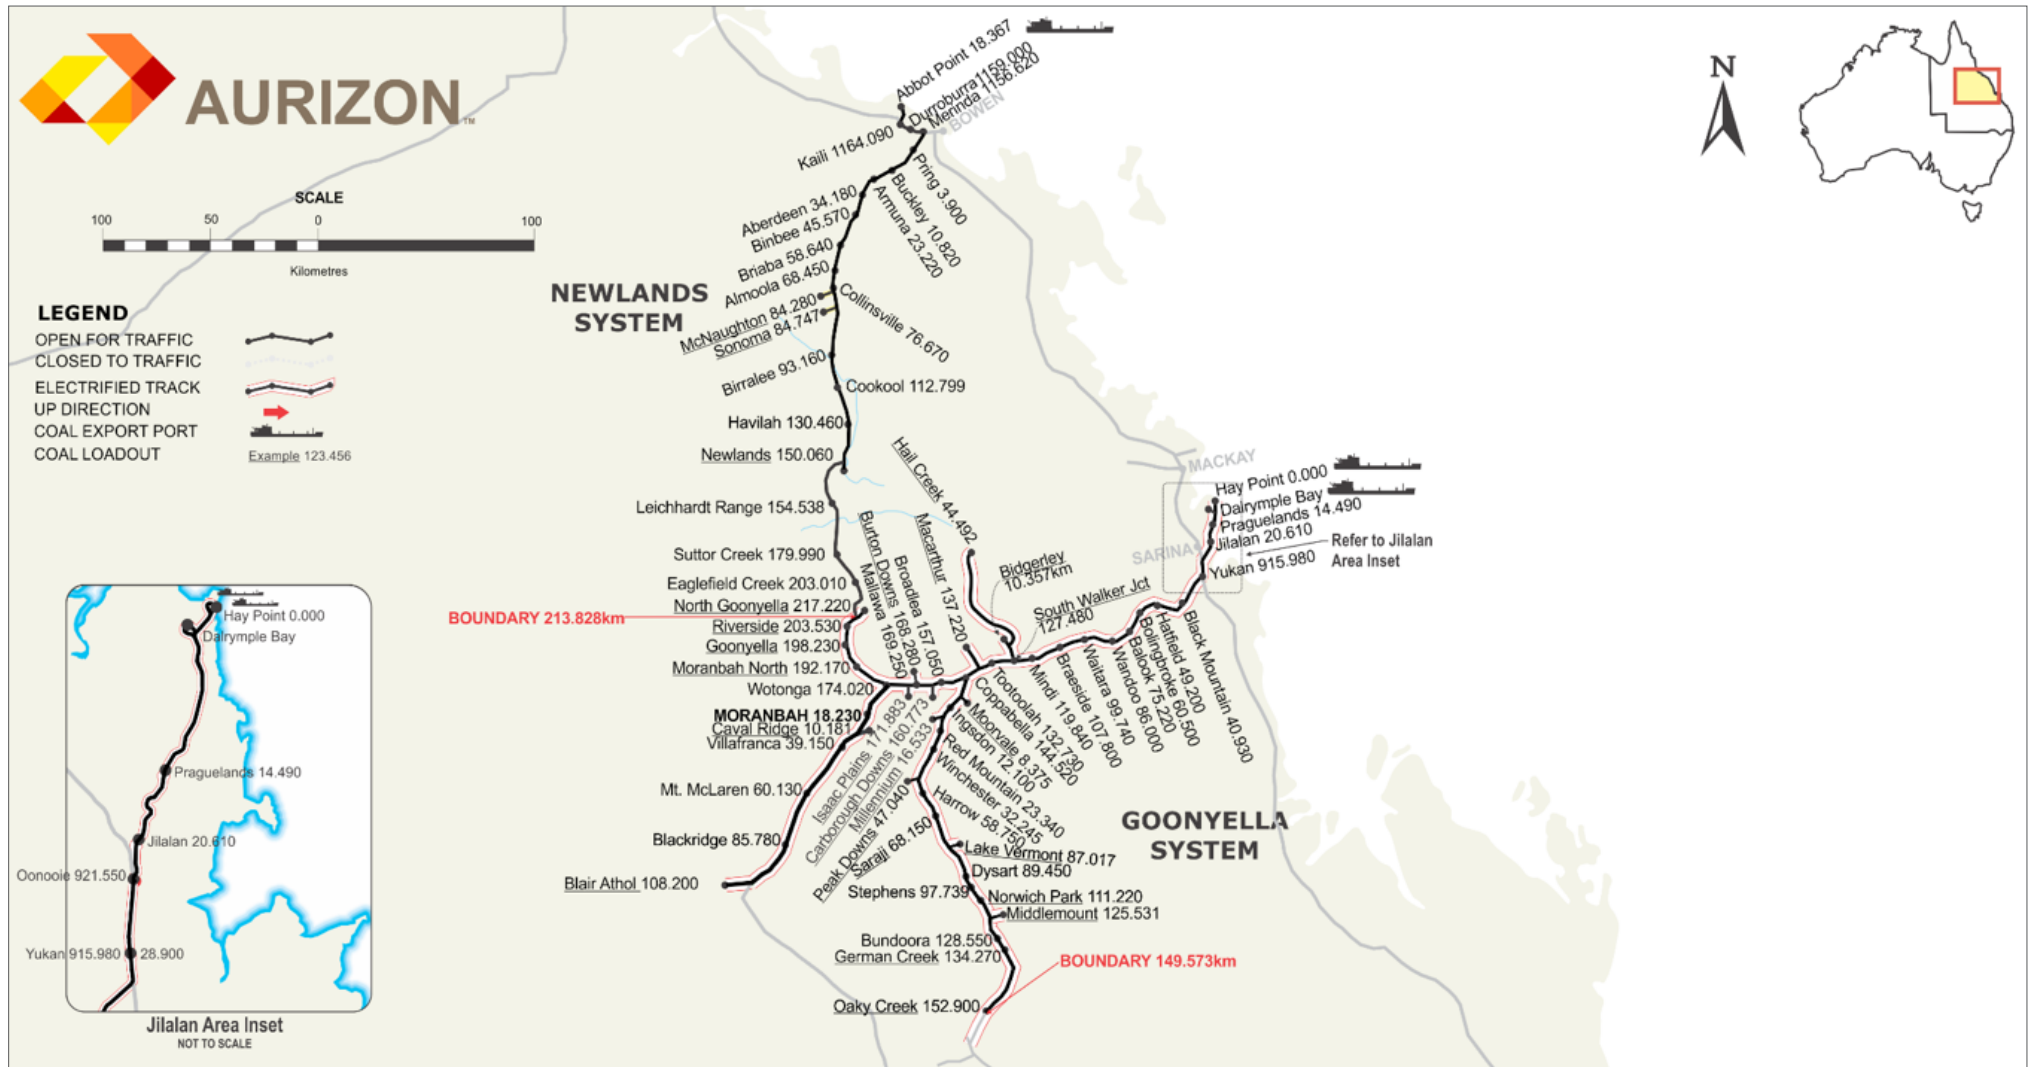 AURIZON
TM
SCALE
100 50 0 100
Kilometres
LEGEND
OPEN FOR TRAFFIC
CLOSED TO TRAFFIC
ELECTRIFIED TRACK
UP DIRECTION
COAL EXPORT PORT
COAL LOADOUT
Example 123.456
N
NEWLANDS
SYSTEM
Abbot Point 18.367
Durroburra 1159.000
Merinda 1156.620
BOWEN
Kaili 1164.090
Pring 3.900
Buckley 10.820
Armuna 23.220
Aberdeen 34.180
Binbee 45.570
Briaba 58.640
Almoola 68.450
Collinsville 76.670
McNaughton 84.280
Sonoma 84.747
Birralee 93.160
Cookool 112.799
Havilah 130.460
Newlands 150.060
Leichhardt Range 154.538
Suttor Creek 179.990
Eaglefield Creek 203.010
North Goonyella 217.220
BOUNDARY 213.828km
Riverside 203.530
Goonyella 198.230
Moranbah North 192.170
Wotonga 174.020
MORANBAH 18.230
Caval Ridge 10.181
Villafranca 39.150
Mt. McLaren 60.130
Blackridge 85.780
Blair Athol 108.200
Mallawa 169.250
Burton Downs 168.280
Broadlea 157.050
Macarthur 137.220
Hail Creek 44.492
Bidgerley
10.357km
South Walker Jct
127.480
MACKAY
Hay Point 0.000
Dalrymple Bay
Praguelands 14.490
Jilalan 20.610
SARINA
Yukan 915.980
Refer to Jilalan
Area Inset
Black Mountain 40.930
Hatfield 49.200
Bolingbroke 60.500
Balook 75.220
Wandoo 86.000
Waitara 99.740
Braeside 107.800
Mindi 119.840
Tootoolah 132.730
Coppabella 144.520
Moorvale 8.375
Ingsdon 12.100
Red Mountain 23.340
Winchester 32.245
Harrow 58.750
Isaac Plains 171.883
Carborough Downs 160.773
Millennium 16.533
Peak Downs 47.040
Saraji 68.150
Lake Vermont 87.017
Dysart 89.450
Stephens 97.739
Norwich Park 111.220
Middlemount 125.531
Bundoora 128.550
German Creek 134.270
BOUNDARY 149.573km
Oaky Creek 152.900
GOONYELLA
SYSTEM
Hay Point 0.000
Dalrymple Bay
Praguelands 14.490
Jilalan 20.610
Oonooie 921.550
Yukan 915.980
28.900
Jilalan Area Inset
NOT TO SCALE